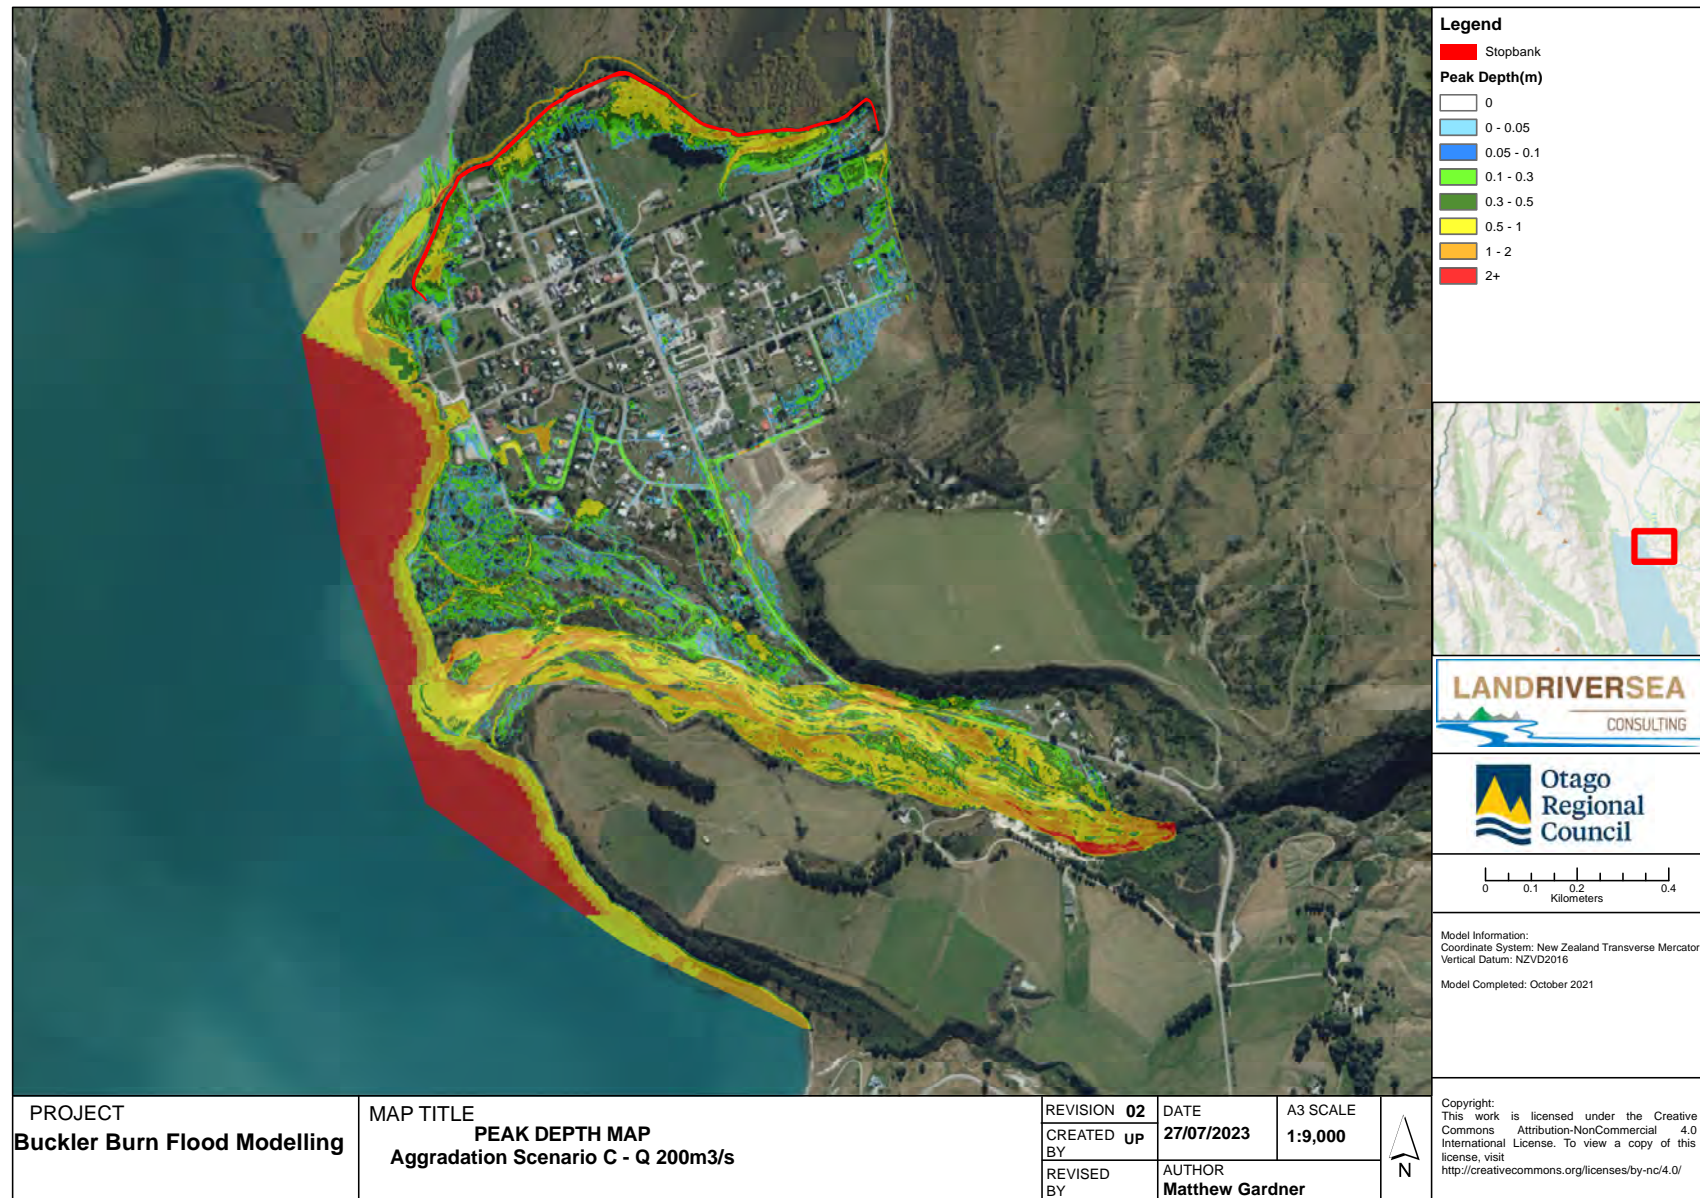 Legend
Stopbank
Peak Depth(m)
0
0 - 0.05
0.05 - 0.1
0.1 - 0.3
0.3 - 0.5
0.5 - 1
1 - 2
2+
LANDRIVERSEA
CONSULTING
Otago
Regional
Council
0 0.1 0.2 0.4
Kilometers
Model Information:
Coordinate System: New Zealand Transverse Mercator
Vertical Datum: NZVD2016
Model Completed: October 2021
Copyright:
This work is licensed under the Creative
Commons Attribution-NonCommercial 4.0
International License. To view a copy of this
license, visit
http://creativecommons.org/licenses/by-nc/4.0/
PROJECT
Buckler Burn Flood Modelling
MAP TITLE
PEAK DEPTH MAP
Aggradation Scenario C - Q 200m3/s
REVISION 02
CREATED BY UP
REVISED BY
DATE
27/07/2023
A3 SCALE
1:9,000
AUTHOR
Matthew Gardner
N